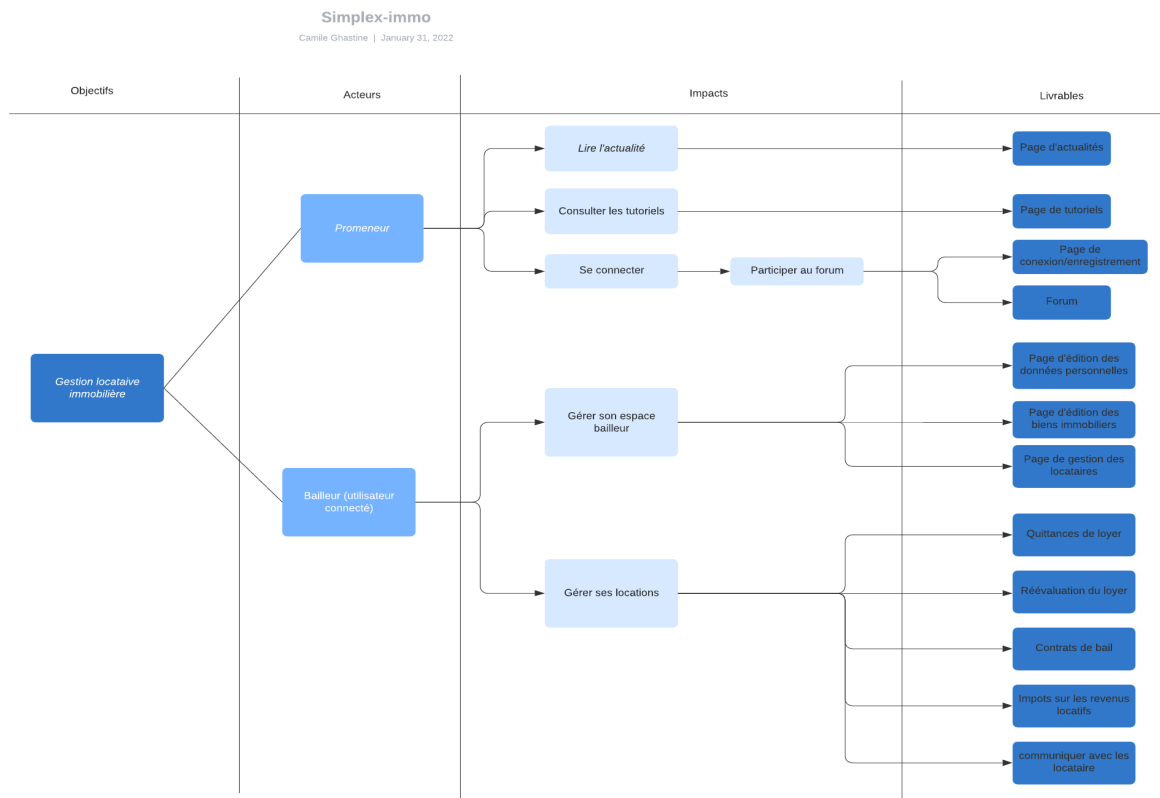 Simplex-immo
Camile Ghastine | January 31, 2022
Objectifs
Acteurs
Impacts
Livrables
Lire l'actualité
Page d'actualités
Promeneur
Consulter les tutoriels
Page de tutoriels
Se connecter
Participer au forum
Page de
conexion/enregistrement
Forum
Gestion locataive
immobilière
Page d'édition des
données personnelles
Gérer son espace
bailleur
Page d'édition des
biens immobiliers
Page de gestion des
locataires
Bailleur (utilisateur
connecté)
Quittances de loyer
Gérer ses locations
Réévaluation du loyer
Contrats de bail
Impots sur les revenus
locatifs
communiquer avec les
locataire